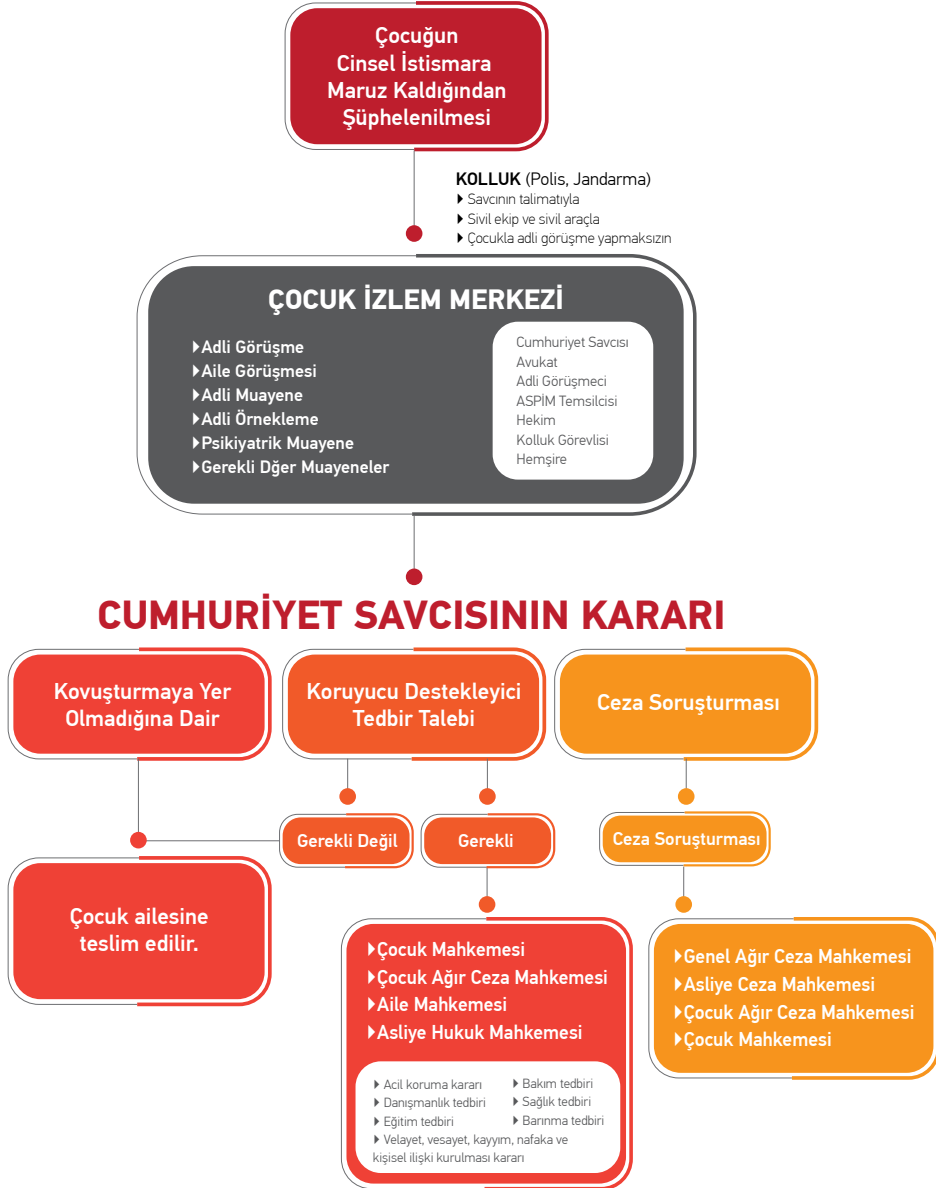 Çocuğun
Cinsel İstismara
Maruz Kaldığından
Şüphelenilmesi
KOLLUK (Polis, Jandarma)
Savcının talimatıyla
Sivil ekip ve sivil araçla
Çocukla adli görüşme yapmaksızın
ÇOCUK İZLEM MERKEZİ
Adli Görüşme
Aile Görüşmesi
Adli Muayene
Adli Örnekleme
Psikiyatrik Muayene
Gerekli Dğer Muayeneler
Cumhuriyet Savcısı
Avukat
Adli Görüşmeci
ASPİM Temsilcisi
Hekim
Kolluk Görevlisi
Hemşire
CUMHURİYET SAVCISININ KARARI
Kovuşturmaya Yer
Olmadığına Dair
Koruyucu Destekleyici
Tedbir Talebi
Ceza Soruşturması
Gerekli Değil
Gerekli
Ceza Soruşturması
Çocuk ailesine
teslim edilir.
Çocuk Mahkemesi
Çocuk Ağır Ceza Mahkemesi
Aile Mahkemesi
Asliye Hukuk Mahkemesi
Acil koruma kararı
Danışmanlık tedbiri
Eğitim tedbiri
Bakım tedbiri
Sağlık tedbiri
Barınma tedbiri
Velayet, vesayet, kayyım, nafaka ve
kişisel ilişki kurulması kararı
Genel Ağır Ceza Mahkemesi
Asliye Ceza Mahkemesi
Çocuk Ağır Ceza Mahkemesi
Çocuk Mahkemesi